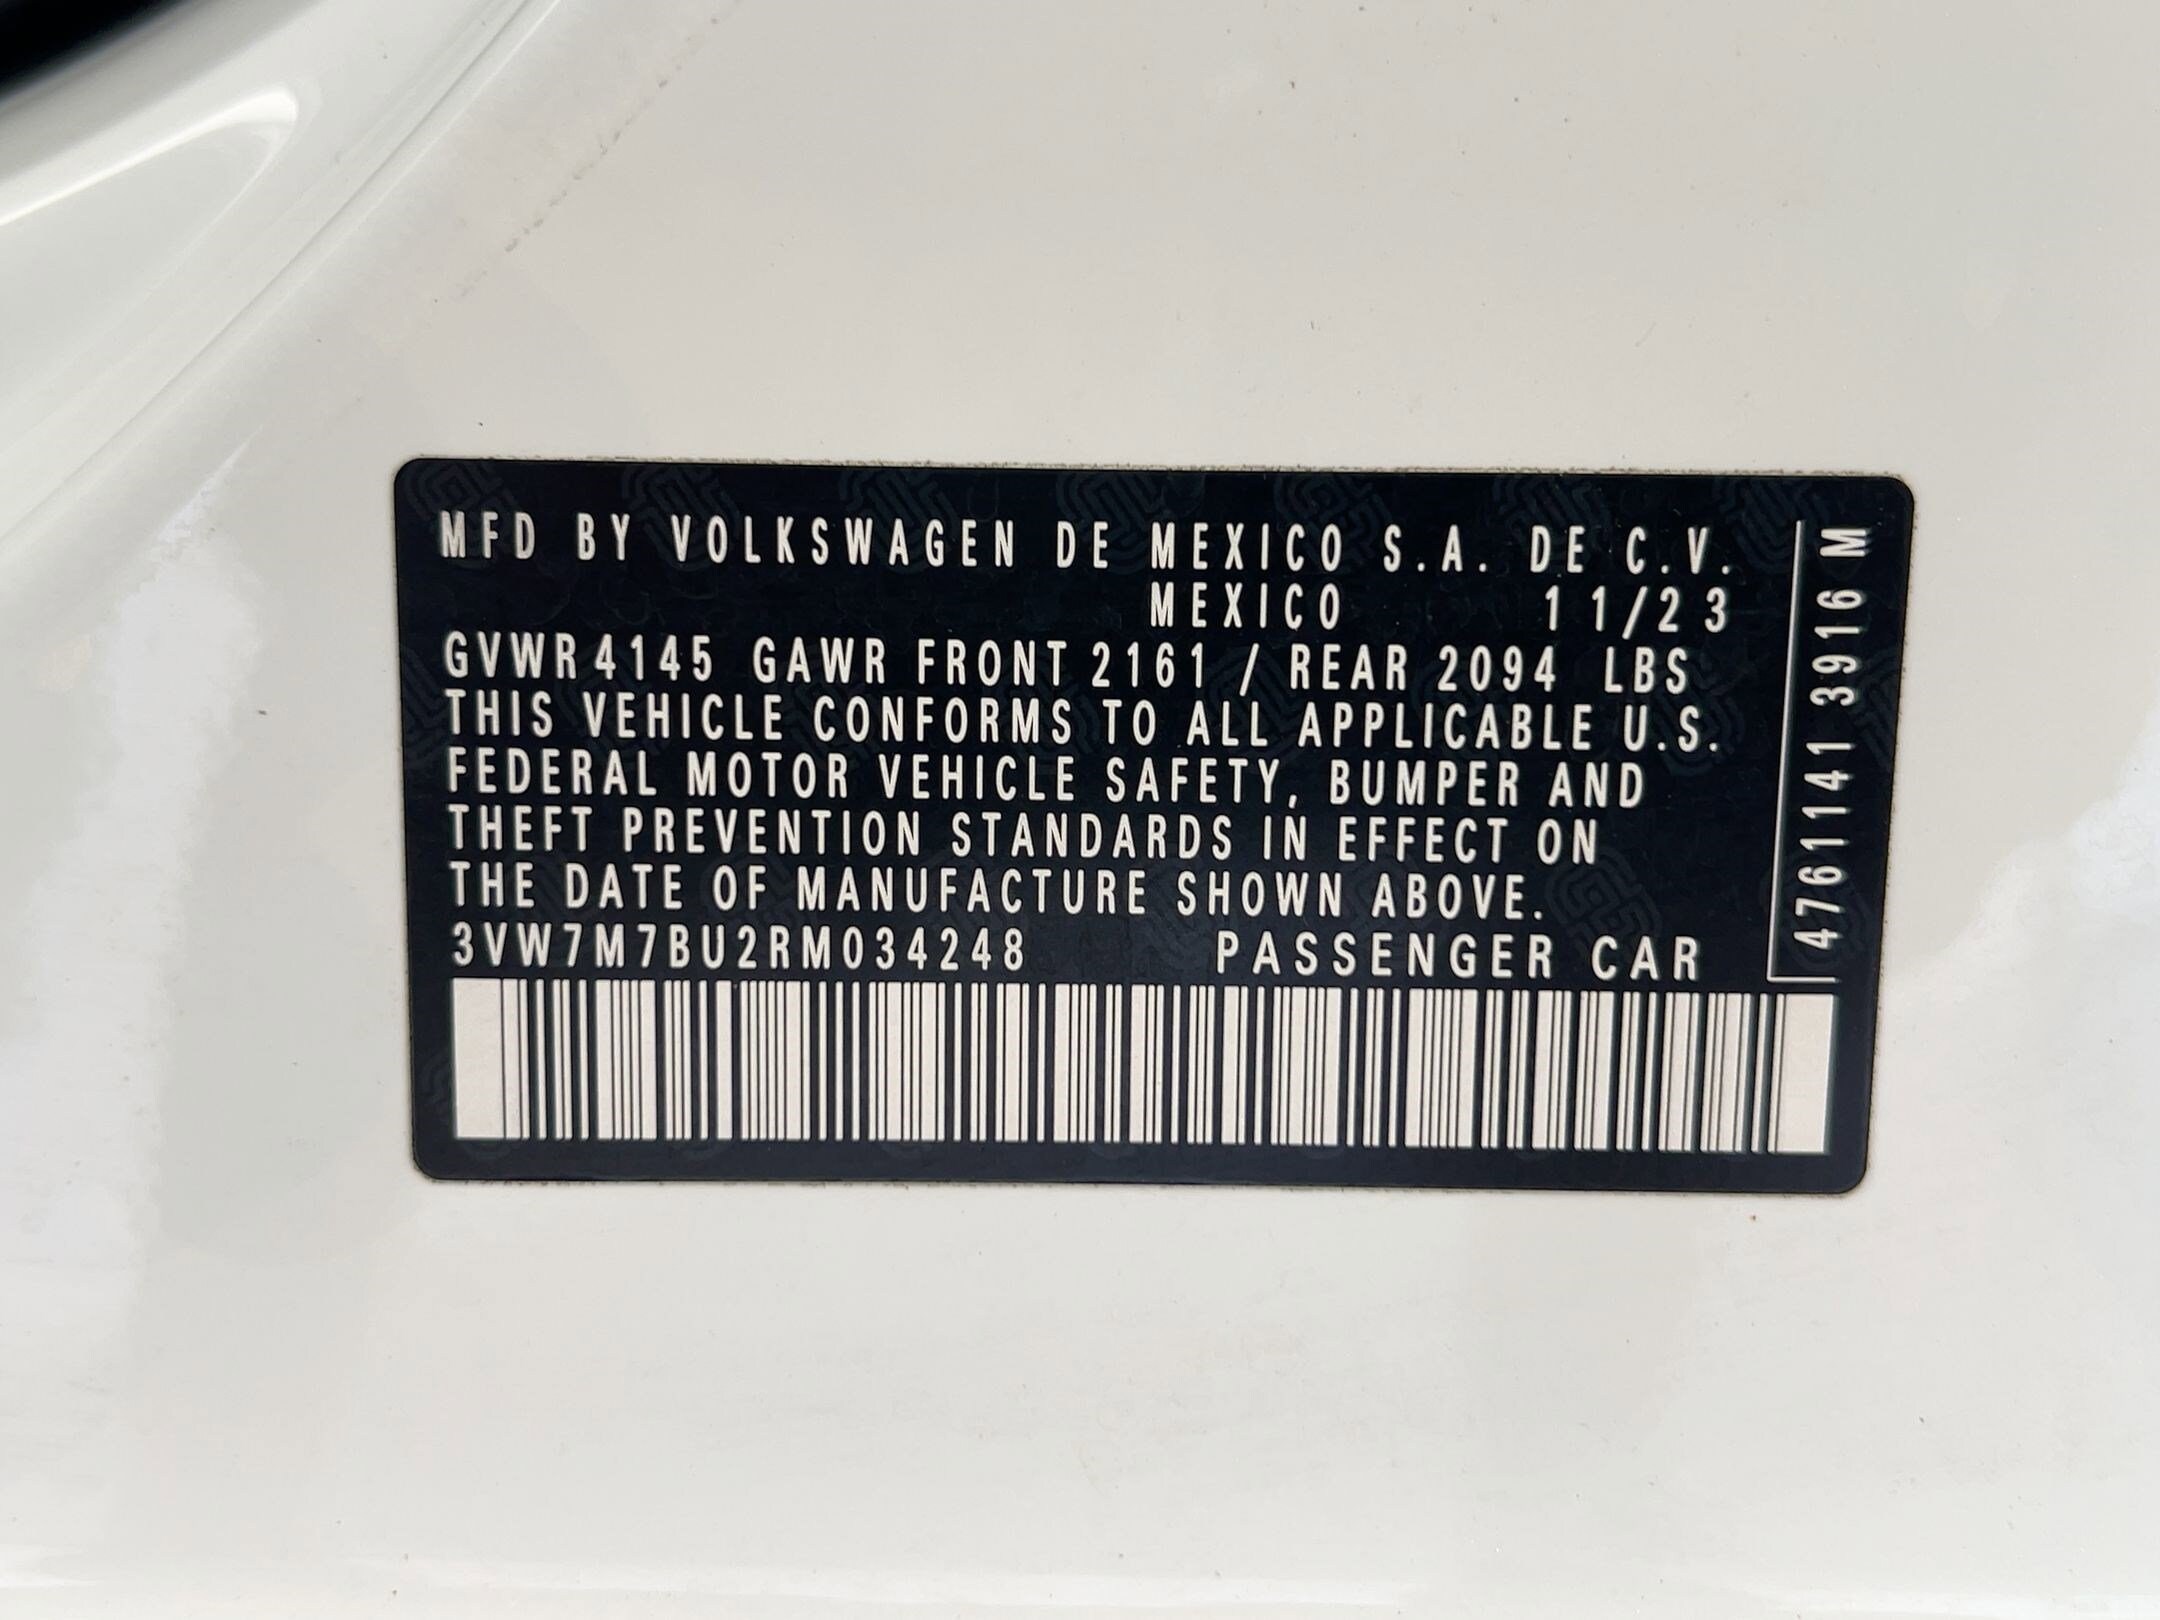 MFD BY VOLKSWAGEN DE MEXICO S.A. DE C.V.
MEXICO 11/23
GVWR 4145 GAWR FRONT 2161 / REAR 2094 LBS
THIS VEHICLE CONFORMS TO ALL APPLICABLE U.S.
FEDERAL MOTOR VEHICLE SAFETY, BUMPER AND
THEFT PREVENTION STANDARDS IN EFFECT ON
THE DATE OF MANUFACTURE SHOWN ABOVE.
3VW7M7BU2RM034248 PASSENGER CAR
4761141 3916 M